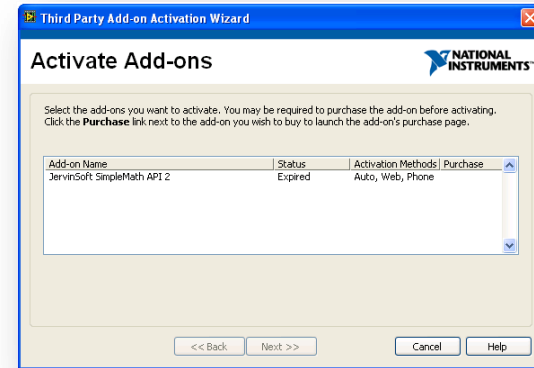 Third Party Add-on Activation Wizard
Activate Add-ons
NATIONAL
INSTRUMENTS™
Select the add-ons you want to activate. You may be required to purchase the add-on before activating.
Click the Purchase link next to the add-on you wish to buy to launch the add-on's purchase page.
Add-on Name Status Activation Methods Purchase
JervinSoft SimpleMath API 2 Expired Auto, Web, Phone
<< Back Next >> Cancel Help